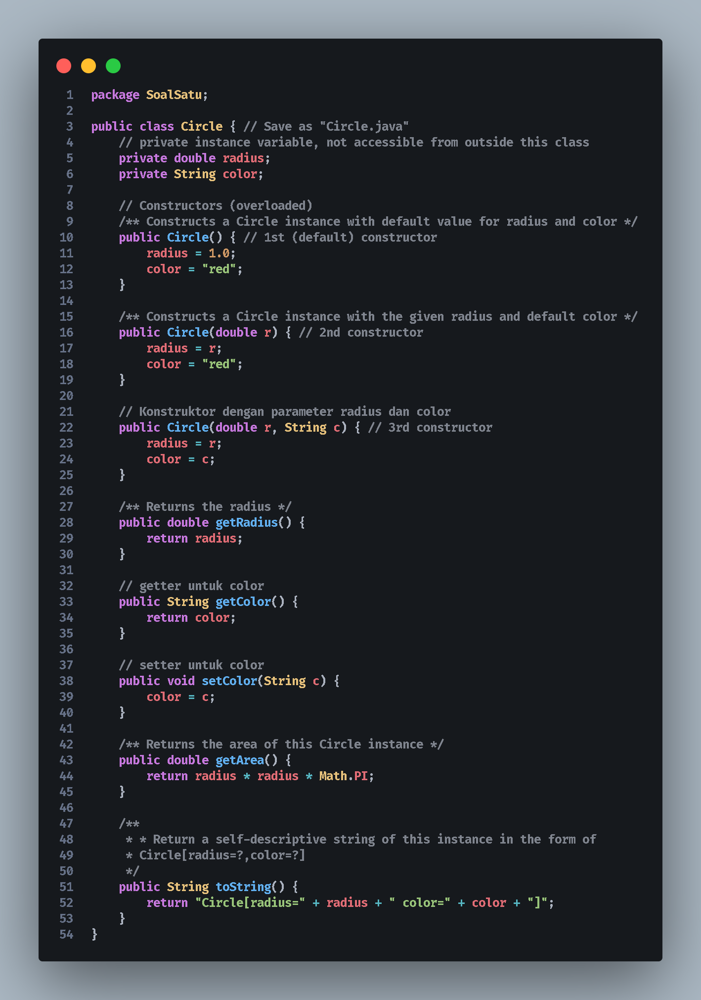 1 package SoalSatu;
2
3 public class Circle { // Save as "Circle.java"
4     // private instance variable, not accessible from outside this class
5     private double radius;
6     private String color;
7
8     // Constructors (overloaded)
9     /** Constructs a Circle instance with default value for radius and color */
10     public Circle() { // 1st (default) constructor
11         radius = 1.0;
12         color = "red";
13     }
14
15     /** Constructs a Circle instance with the given radius and default color */
16     public Circle(double r) { // 2nd constructor
17         radius = r;
18         color = "red";
19     }
20
21     // Konstruktor dengan parameter radius dan color
22     public Circle(double r, String c) { // 3rd constructor
23         radius = r;
24         color = c;
25     }
26
27     /** Returns the radius */
28     public double getRadius() {
29         return radius;
30     }
31
32     // getter untuk color
33     public String getColor() {
34         return color;
35     }
36
37     // setter untuk color
38     public void setColor(String c) {
39         color = c;
40     }
41
42     /** Returns the area of this Circle instance */
43     public double getArea() {
44         return radius * radius * Math.PI;
45     }
46
47     /**
48      * * Return a self-descriptive string of this instance in the form of
49      * Circle[radius=?,color=?]
50      */
51     public String toString() {
52         return "Circle[radius=" + radius + " color=" + color + "]";
53     }
54 }